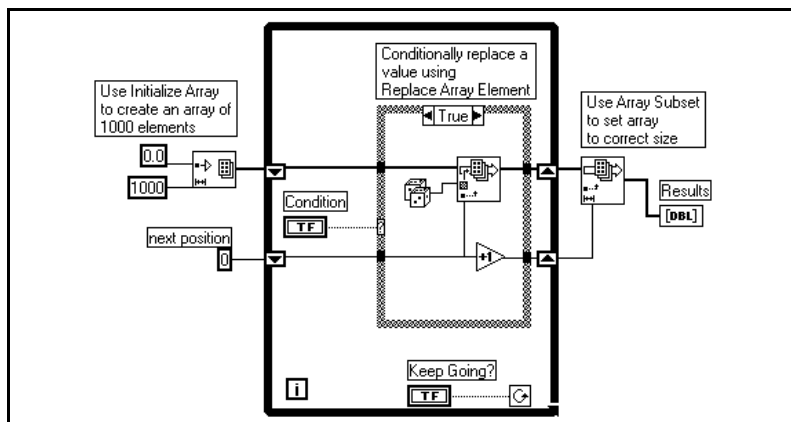 Conditionally replace a
value using
Replace Array Element
Use Initialize Array
to create an array of
1000 elements
True
Use Array Subset
to set array
to correct size
0.0
1000
Condition
TF
?
Results
[DBL]
next position
0
+1
Keep Going?
TF
i